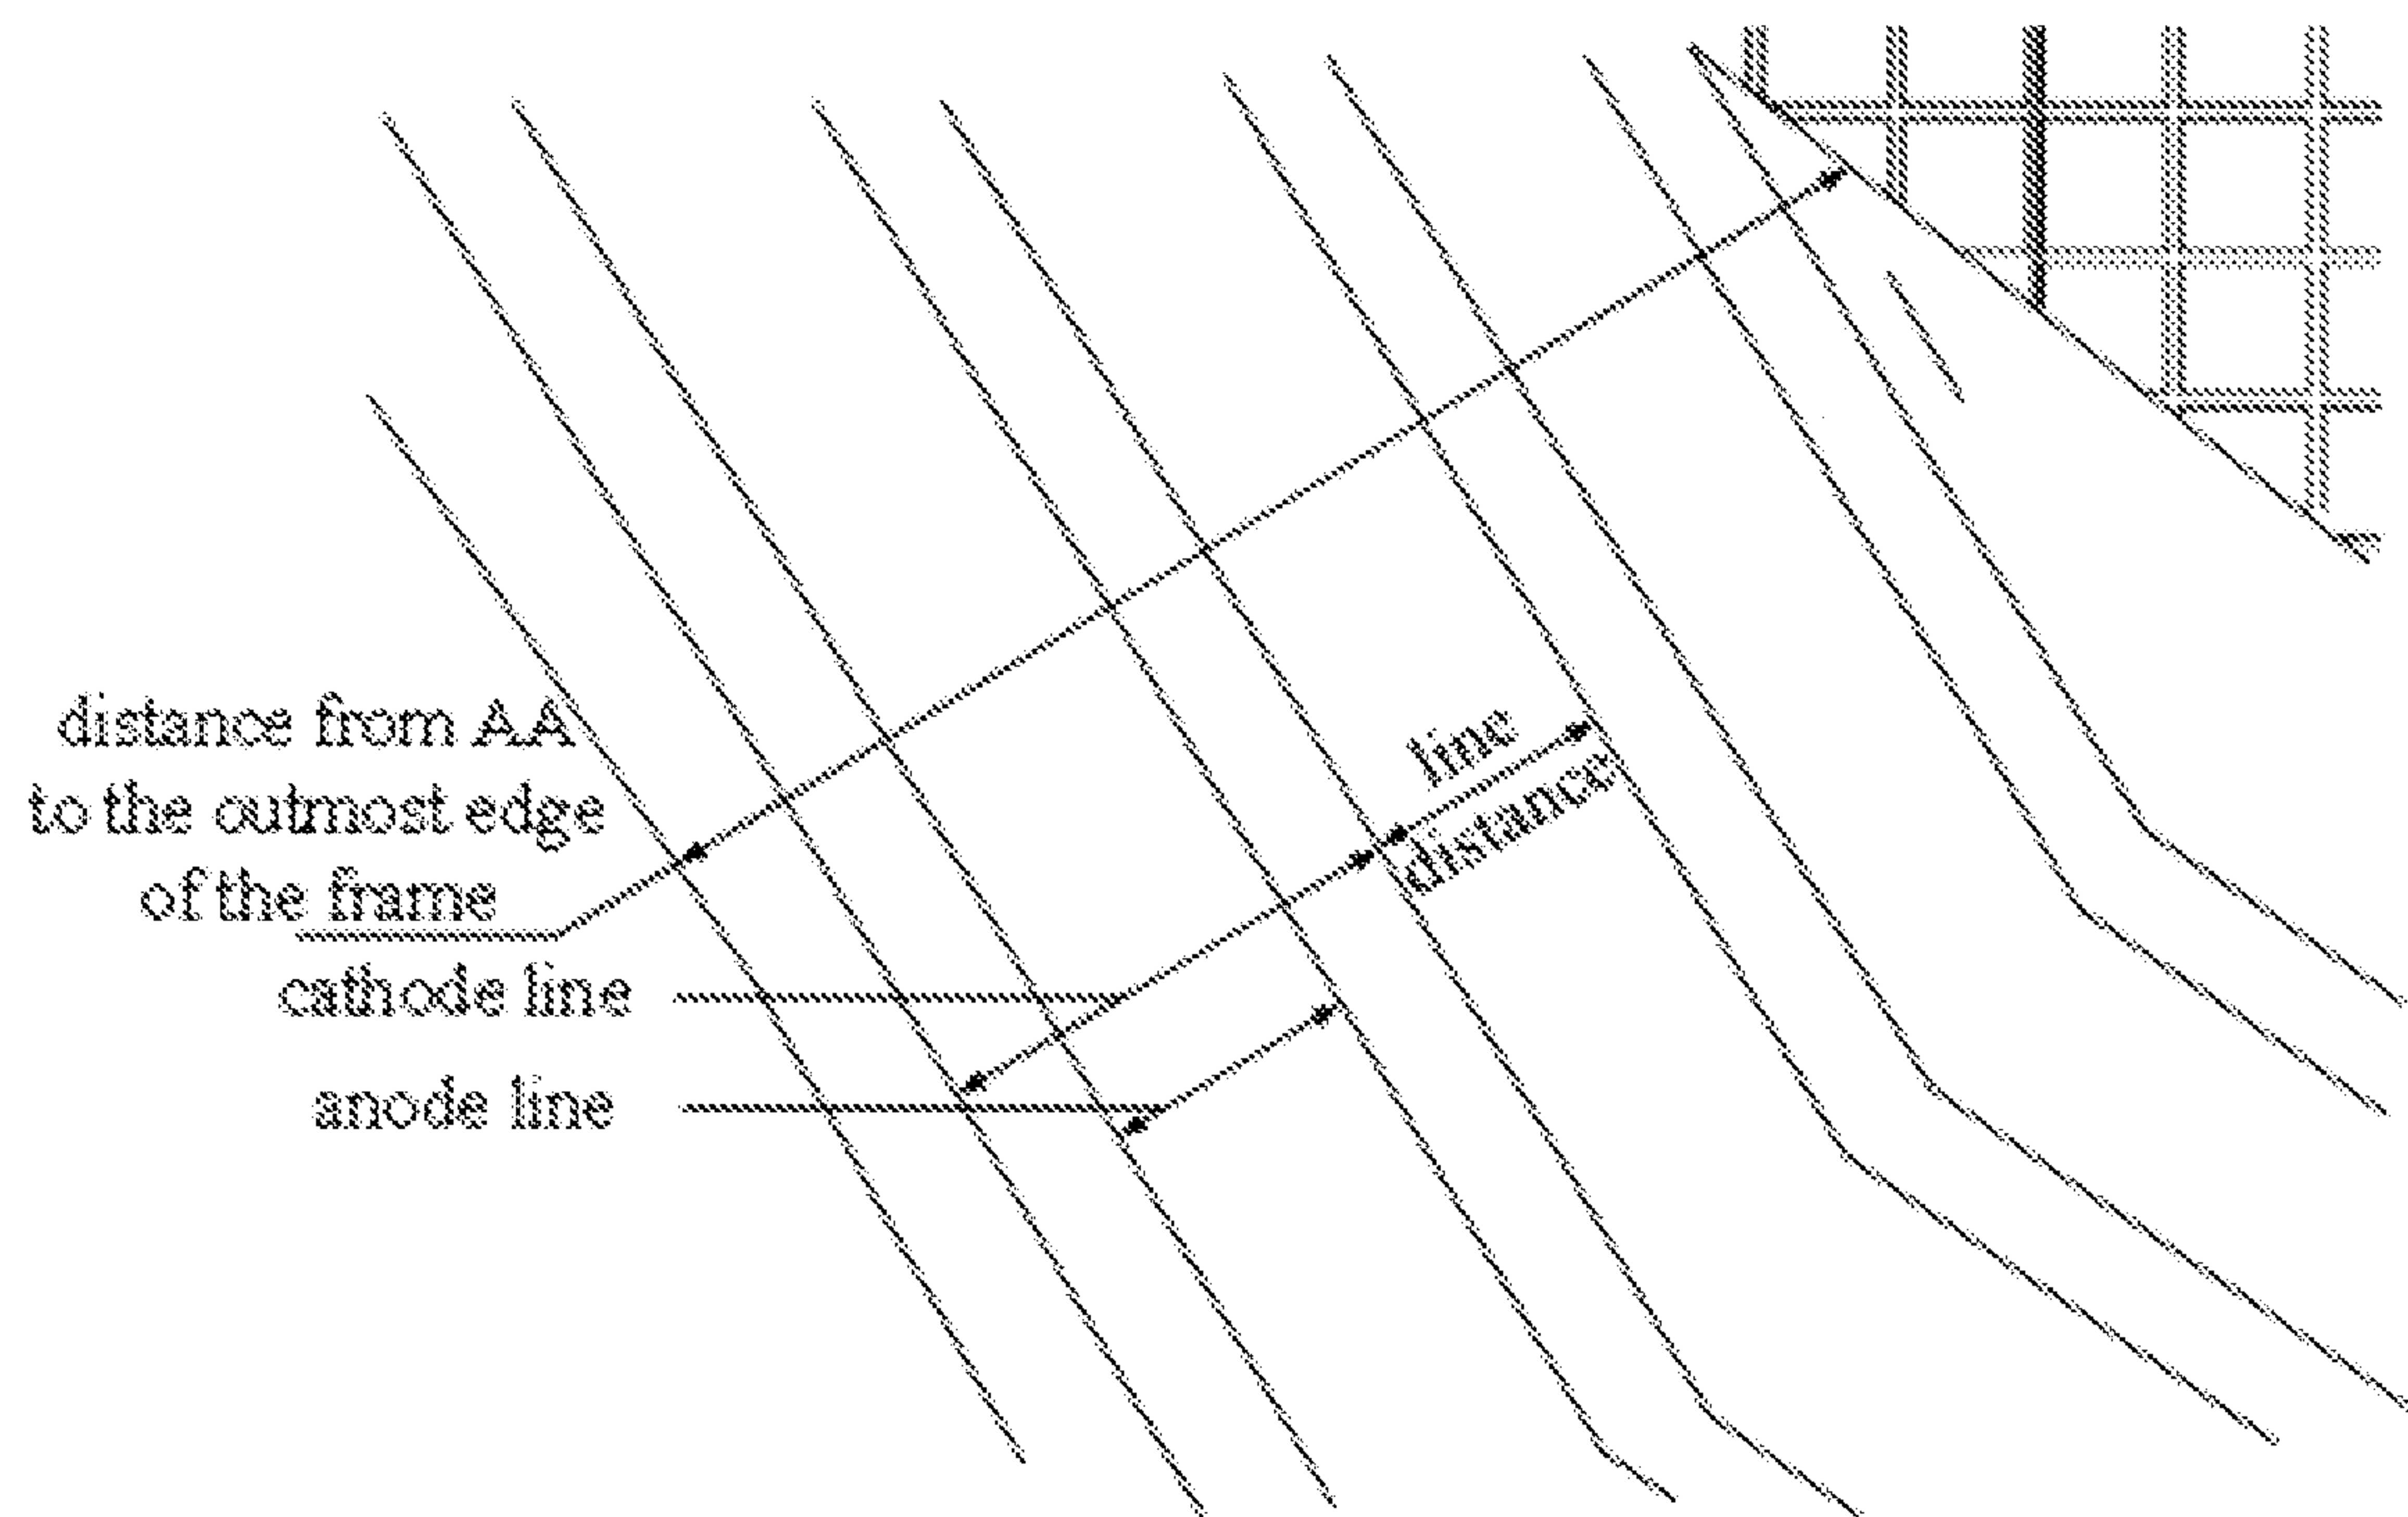 distance from AA
to the outmost edge
of the frame
cathode line
anode line
line
distance